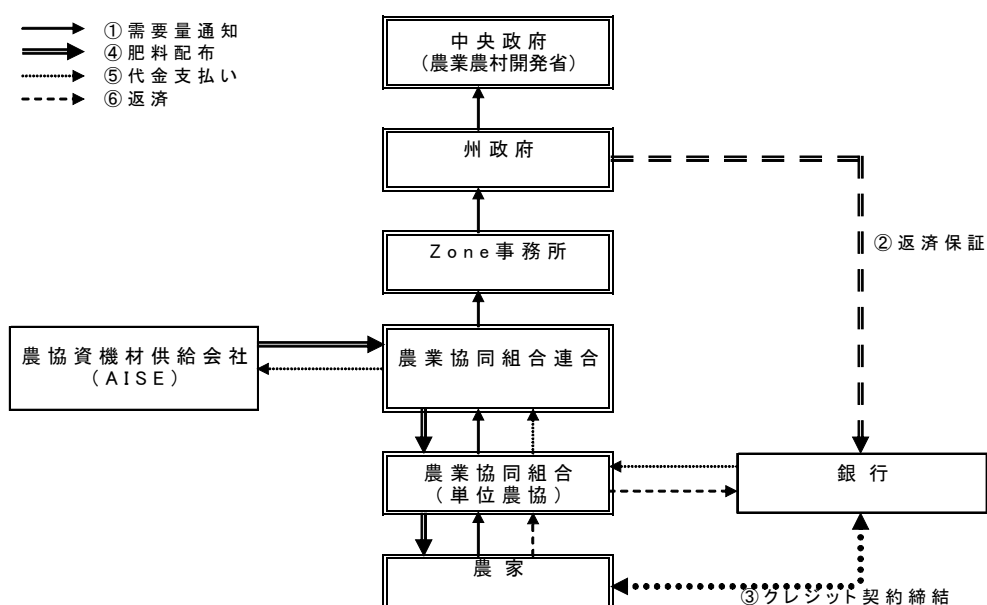 ①需要量通知
④肥料配布
⑤代金支払い
⑥返済
中央政府
(農業農村開発省)
州政府
②返済保証
Zone事務所
農協資機材供給会社
(AISE)
農業協同組合連合
農業協同組合
(単位農協)
銀行
農家
③クレジット契約締結